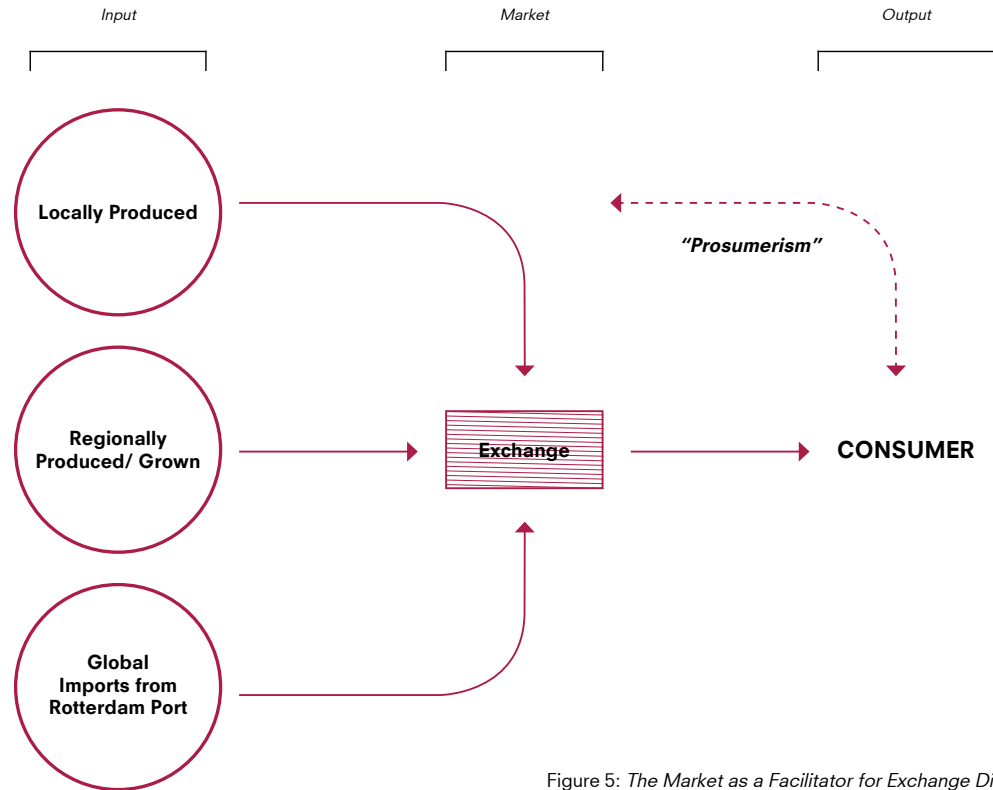 Input
Market
Output
Locally Produced
"Prosumerism"
Regionally
Produced/ Grown
Exchange
CONSUMER
Global
Imports from
Rotterdam Port
Figure 5: The Market as a Facilitator for Exchange Di